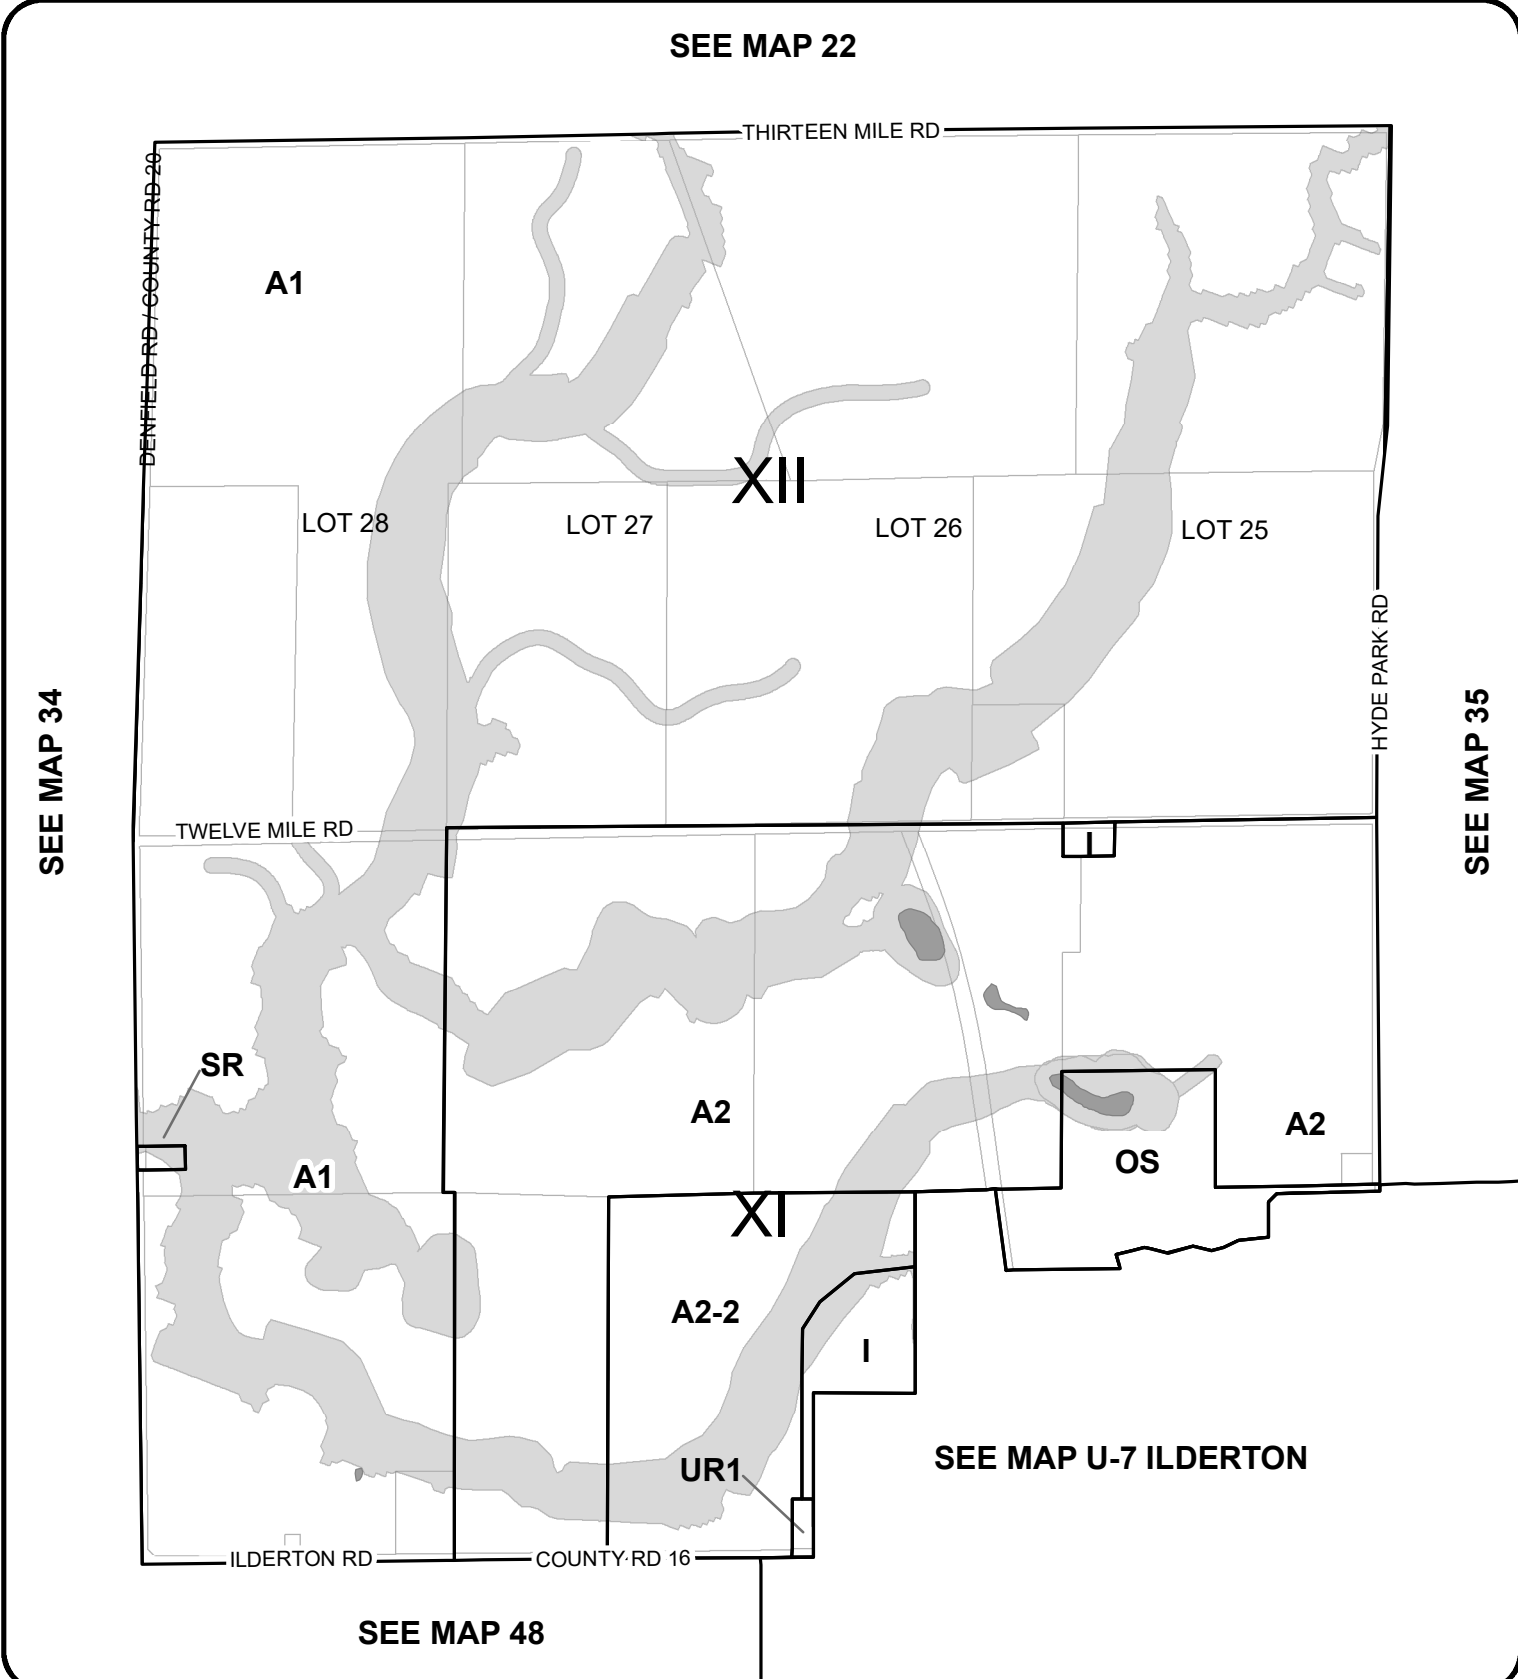 SEE MAP 22
THIRTEEN MILE RD
DENFIELD RD / COUNTY RD 20
A1
XII
LOT 28
LOT 27
LOT 26
LOT 25
HYDE PARK RD
SEE MAP 34
SEE MAP 35
TWELVE MILE RD
I
SR
A2
A2
OS
A1
XI
A2-2
I
UR1
SEE MAP U-7 ILDERTON
ILDERTON RD
COUNTY RD 16
SEE MAP 48